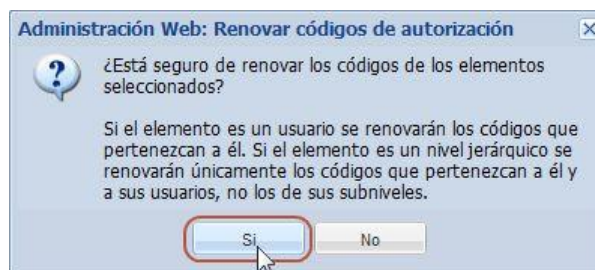 Administración Web: Renovar códigos de autorización
¿Está seguro de renovar los códigos de los elementos
seleccionados?
Si el elemento es un usuario se renovarán los códigos que
pertenezcan a él. Si el elemento es un nivel jerárquico se
renovarán únicamente los códigos que pertenezcan a él y
a sus usuarios, no los de sus subniveles.
Si No